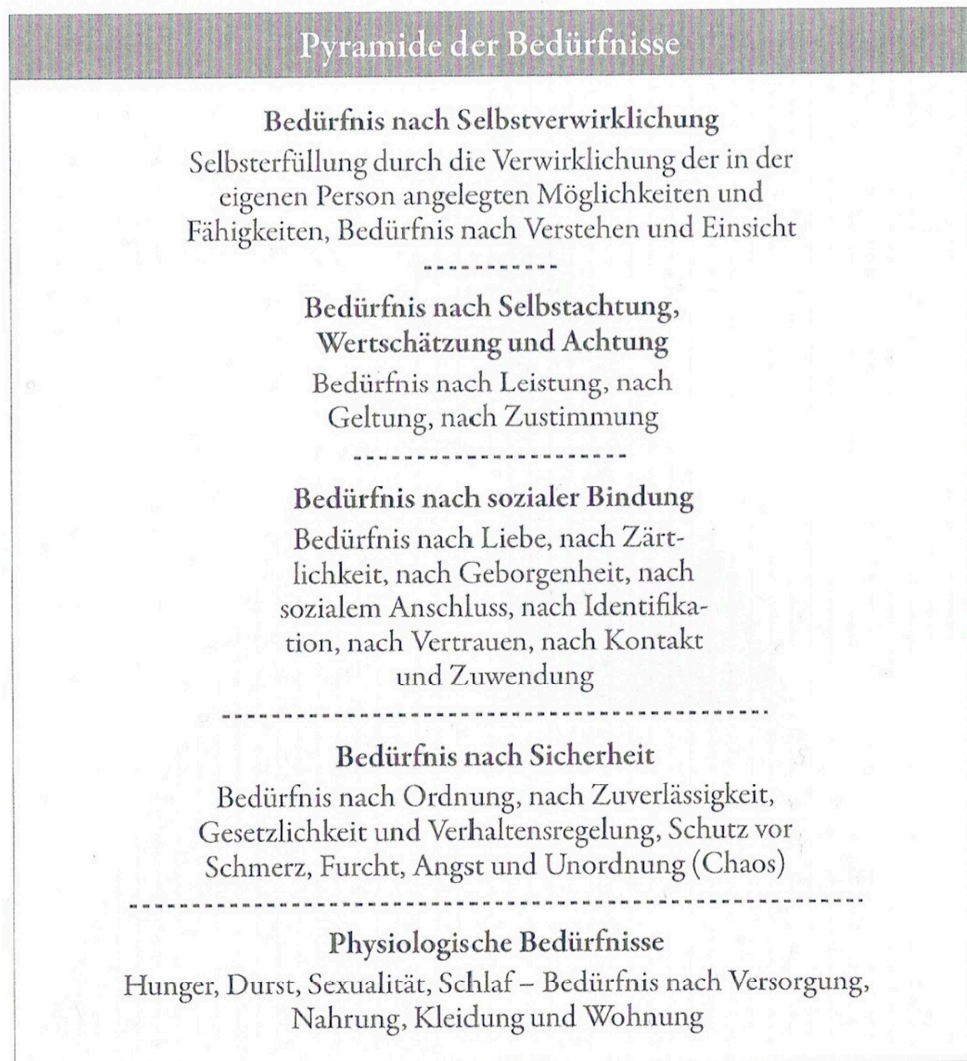 Pyramide der Bedürfnisse
Bedürfnis nach Selbstverwirklichung
Selbsterfüllung durch die Verwirklichung der in der
eigenen Person angelegten Möglichkeiten und
Fähigkeiten, Bedürfnis nach Verstehen und Einsicht
Bedürfnis nach Selbstachtung,
Wertschätzung und Achtung
Bedürfnis nach Leistung, nach
Geltung, nach Zustimmung
Bedürfnis nach sozialer Bindung
Bedürfnis nach Liebe, nach Zärt-
lichkeit, nach Geborgenheit, nach
sozialem Anschluss, nach Identifika-
tion, nach Vertrauen, nach Kontakt
und Zuwendung
Bedürfnis nach Sicherheit
Bedürfnis nach Ordnung, nach Zuverlässigkeit,
Gesetzlichkeit und Verhaltensregelung, Schutz vor
Schmerz, Furcht, Angst und Unordnung (Chaos)
Physiologische Bedürfnisse
Hunger, Durst, Sexualität, Schlaf – Bedürfnis nach Versorgung,
Nahrung, Kleidung und Wohnung